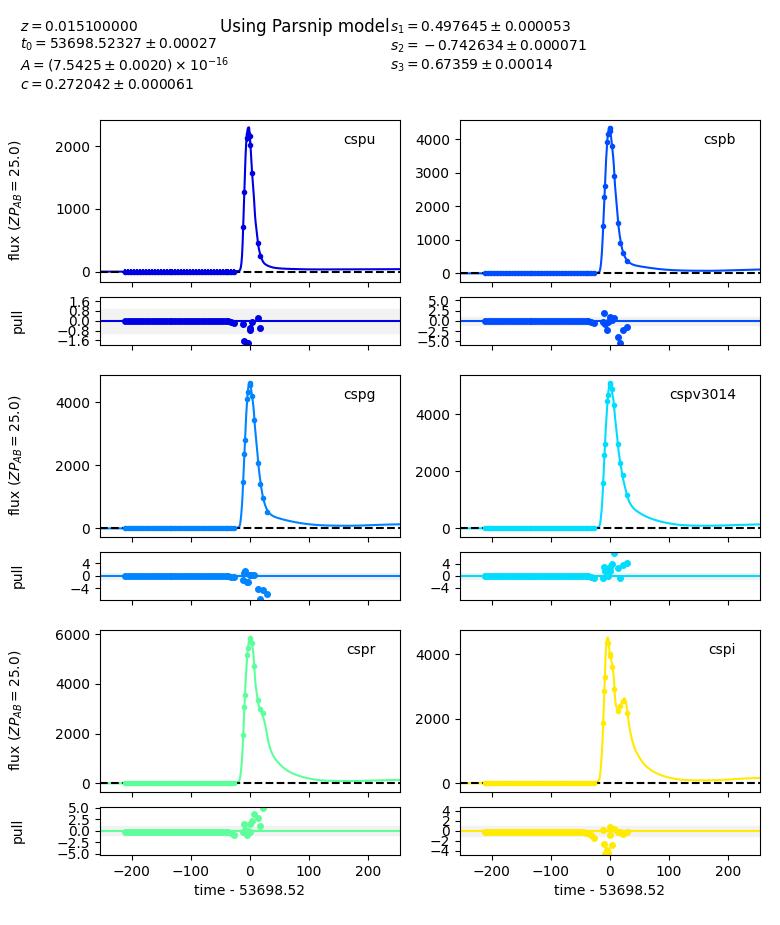 Using Parsnip model
z = 0.015100000
t₀ = 53698.52327 ± 0.00027
A = (7.5425 ± 0.0020) × 10⁻¹⁶
c = 0.272042 ± 0.000061
s₁ = 0.497645 ± 0.000053
s₂ = −0.742634 ± 0.000071
s₃ = 0.67359 ± 0.00014
flux (ZP_AB = 25.0)
2000
1000
0
cspu
4000
3000
2000
1000
0
cspb
pull
1.6
0.8
0.0
−0.8
−1.6
5.0
2.5
0.0
−2.5
−5.0
flux (ZP_AB = 25.0)
4000
2000
0
cspg
4000
2000
0
cspv3014
pull
4
0
−4
4
0
−4
flux (ZP_AB = 25.0)
6000
4000
2000
0
cspr
4000
2000
0
cspi
pull
5.0
2.5
0.0
−2.5
−5.0
4
2
0
−2
−4
−200 −100 0 100 200
−200 −100 0 100 200
time - 53698.52
time - 53698.52